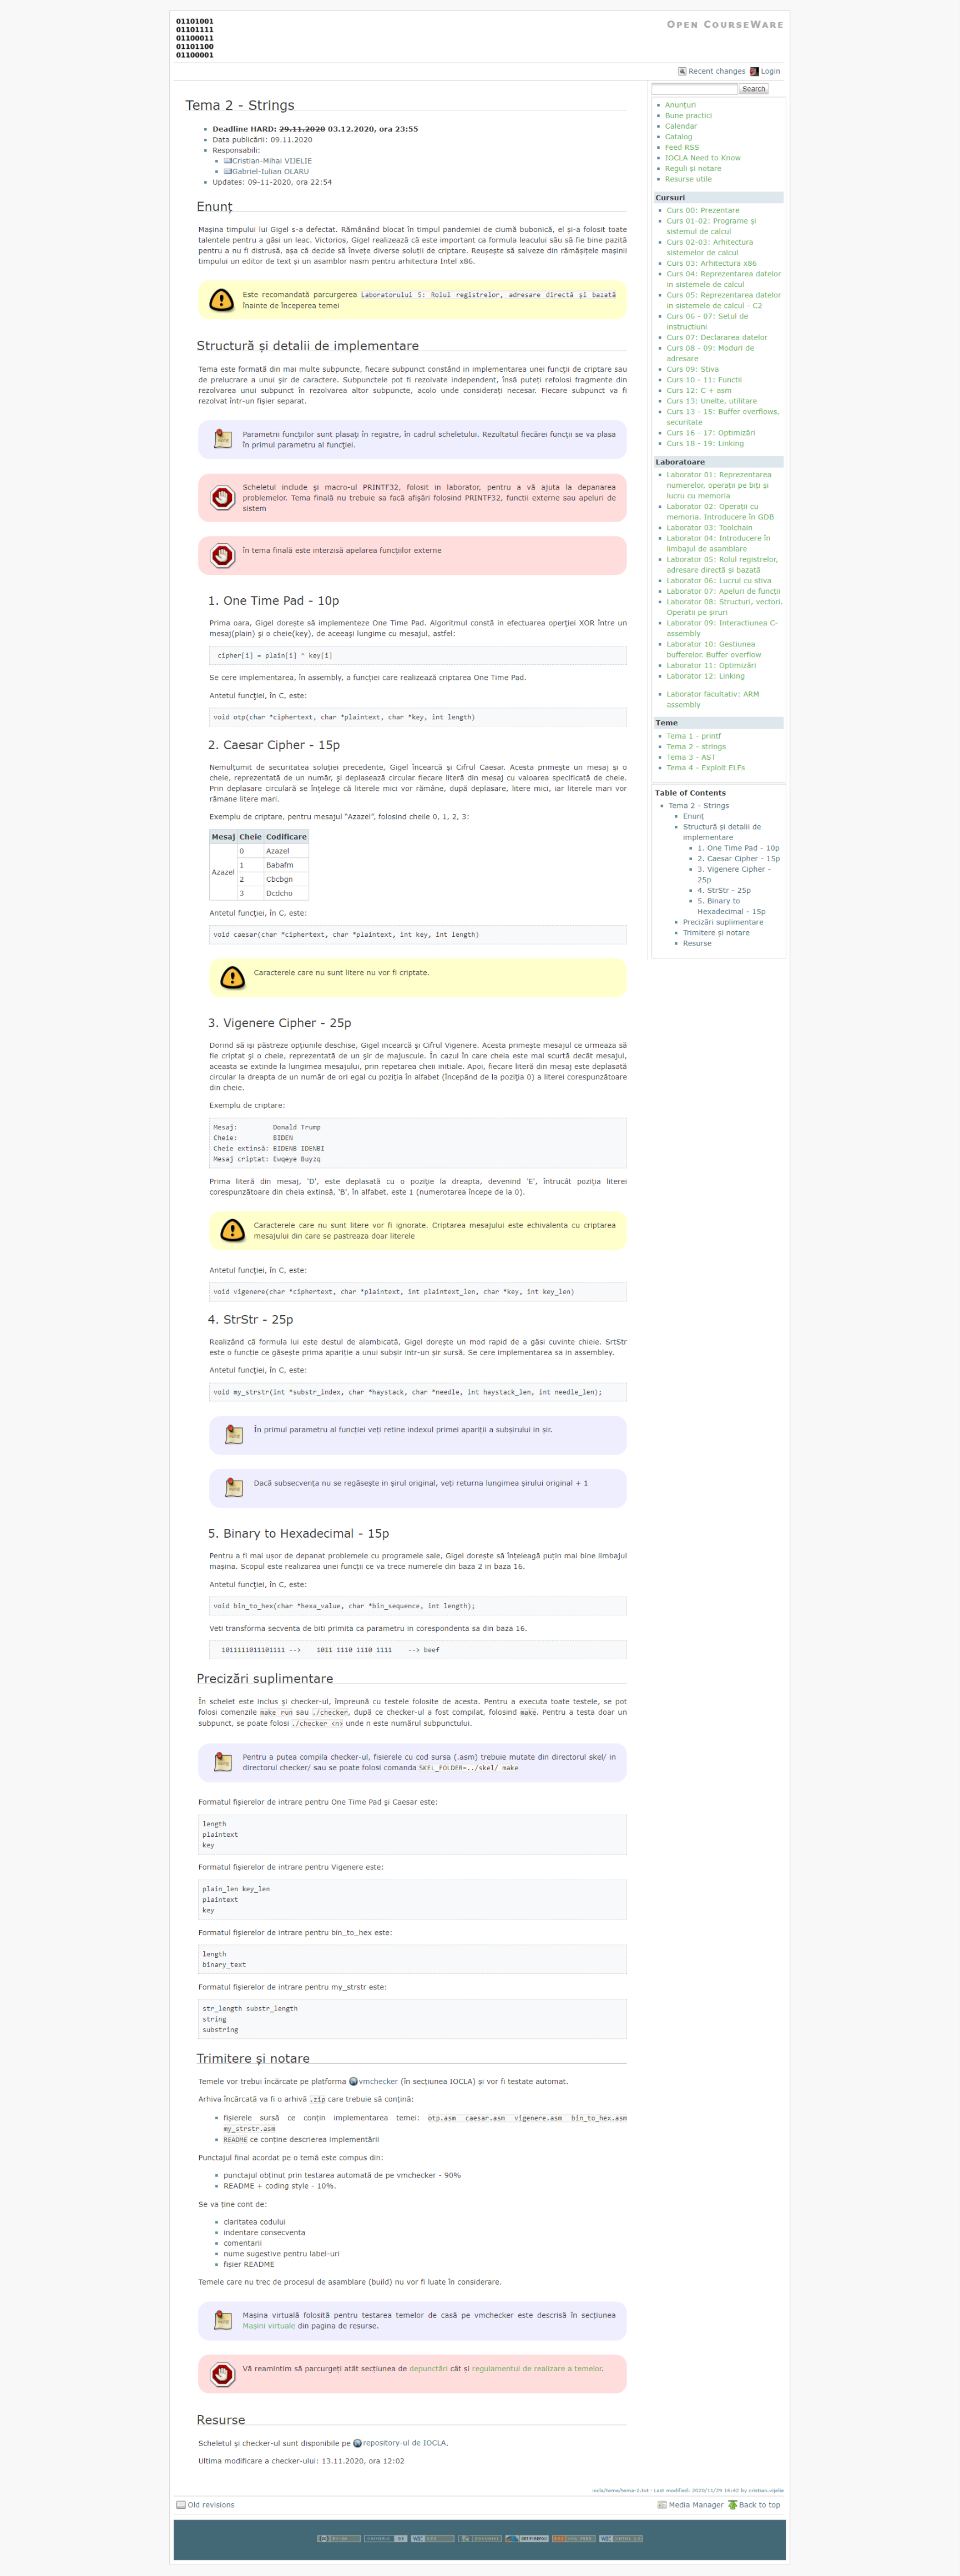 01101001
01101111
01100011
01101100
01100001
Open CourseWare
Recent changes Login
Tema 2 - Strings
Deadline HARD: 29.11.2020 03.12.2020, ora 23:55
Data publicării: 09.11.2020
Responsabili:
Cristian-Mihai VIJELIE
Gabriel-Iulian OLARU
Updates: 09-11-2020, ora 22:54
Enunț
Mașina timpului lui Gigel s-a defectat. Rămânând blocat în timpul pandemiei de ciumă bubonică, el și-a folosit toate
talentele pentru a găsi un leac. Victorios, Gigel realizează că este important ca formula leacului său să fie bine pazită
pentru a nu fi distrusă, așa că decide să învețe diverse soluții de criptare. Reușește să salveze din rămășițele mașinii
timpului un editor de text și un asamblor nasm pentru arhitectura Intel x86.
Este recomandată parcurgerea Laboratorului 5: Rolul registrelor, adresare directă și bazată
înainte de începerea temei
Structură și detalii de implementare
Tema este formată din mai multe subpuncte, fiecare subpunct constând in implementarea unei funcții de criptare sau
de prelucrare a unui șir de caractere. Subpunctele pot fi rezolvate independent, însă puteți refolosi fragmente din
rezolvarea unui subpunct în rezolvarea altor subpuncte, acolo unde considerați necesar. Fiecare subpunct va fi
rezolvat într-un fișier separat.
Parametrii funcțiilor sunt plasați în registre, în cadrul scheletului. Rezultatul fiecărei funcții se va plasa
în primul parametru al funcției.
Scheletul include și macro-ul PRINTF32, folosit in laborator, pentru a vă ajuta la depanarea
problemelor. Tema finală nu trebuie sa facă afișări folosind PRINTF32, functii externe sau apeluri de
sistem
în tema finală este interzisă apelarea funcțiilor externe
1. One Time Pad - 10p
Prima oara, Gigel dorește să implementeze One Time Pad. Algoritmul constă in efectuarea operției XOR între un
mesaj(plain) și o cheie(key), de aceeași lungime cu mesajul, astfel:
cipher[i] = plain[i] ^ key[i]
Se cere implementarea, în assembly, a funcției care realizează criptarea One Time Pad.
Antetul funcției, în C, este:
void otp(char *ciphertext, char *plaintext, char *key, int length)
2. Caesar Cipher - 15p
Nemulțumit de securitatea soluției precedente, Gigel încearcă și Cifrul Caesar. Acesta primește un mesaj și o
cheie, reprezentată de un număr, și deplasează circular fiecare literă din mesaj cu valoarea specificată de cheie.
Prin deplasare circulară se înțelege că literele mici vor rămâne, după deplasare, litere mici, iar literele mari vor
rămane litere mari.
Exemplu de criptare, pentru mesajul "Azazel", folosind cheile 0, 1, 2, 3:
Mesaj Cheie Codificare
Azazel 0 Azazel
1 Babafm
2 Cbcbgn
3 Dcdcho
Antetul funcției, în C, este:
void caesar(char *ciphertext, char *plaintext, int key, int length)
Caracterele care nu sunt litere nu vor fi criptate.
3. Vigenere Cipher - 25p
Dorind să iși păstreze opțiunile deschise, Gigel incearcă și Cifrul Vigenere. Acesta primește mesajul ce urmeaza să
fie criptat și o cheie, reprezentată de un șir de majuscule. În cazul în care cheia este mai scurtă decât mesajul,
aceasta se extinde la lungimea mesajului, prin repetarea cheii initiale. Apoi, fiecare literă din mesaj este deplasată
circular la dreapta de un număr de ori egal cu poziția în alfabet (începând de la poziția 0) a literei corespunzătoare
din cheie.
Exemplu de criptare:
Mesaj: Donald Trump
Cheie: BIDEN
Cheie extinsă: BIDENB IDENBI
Mesaj criptat: Ewqeye Buyzq
Prima literă din mesaj, 'D', este deplasată cu o poziție la dreapta, devenind 'E', întrucât poziția literei
corespunzătoare din cheia extinsă, 'B', în alfabet, este 1 (numerotarea începe de la 0).
Caracterele care nu sunt litere vor fi ignorate. Criptarea mesajului este echivalenta cu criptarea
mesajului din care se pastreaza doar literele
Antetul funcției, în C, este:
void vigenere(char *ciphertext, char *plaintext, int plaintext_len, char *key, int key_len)
4. StrStr - 25p
Realizând că formula lui este destul de alambicată, Gigel dorește un mod rapid de a găsi cuvinte chieie. SrtStr
este o funcție ce găsește prima apariție a unui subșir intr-un șir sursă. Se cere implementarea sa in assembley.
Antetul funcției, în C, este:
void my_strstr(int *substr_index, char *haystack, char *needle, int haystack_len, int needle_len);
În primul parametru al funcției veți retine indexul primei apariții a subșirului in șir.
Dacă subsecvența nu se regăsește in șirul original, veți returna lungimea șirului original + 1
5. Binary to Hexadecimal - 15p
Pentru a fi mai ușor de depanat problemele cu programele sale, Gigel dorește să înțeleagă puțin mai bine limbajul
mașina. Scopul este realizarea unei funcții ce va trece numerele din baza 2 in baza 16.
Antetul funcției, în C, este:
void bin_to_hex(char *hexa_value, char *bin_sequence, int length);
Veti transforma secventa de biti primita ca parametru in corespondenta sa din baza 16.
1011111011101111 --> 1011 1110 1110 1111 --> beef
Precizări suplimentare
În schelet este inclus și checker-ul, împreună cu testele folosite de acesta. Pentru a executa toate testele, se pot
folosi comenzile make run sau ./checker, după ce checker-ul a fost compilat, folosind make. Pentru a testa doar un
subpunct, se poate folosi ./checker <n> unde n este numărul subpunctului.
Pentru a putea compila checker-ul, fisierele cu cod sursa (.asm) trebuie mutate din directorul skel/ in
directorul checker/ sau se poate folosi comanda SKEL_FOLDER=../skel/ make
Formatul fișierelor de intrare pentru One Time Pad și Caesar este:
length
plaintext
key
Formatul fișierelor de intrare pentru Vigenere este:
plain_len key_len
plaintext
key
Formatul fișierelor de intrare pentru bin_to_hex este:
length
binary_text
Formatul fișierelor de intrare pentru my_strstr este:
str_length substr_length
string
substring
Trimitere și notare
Temele vor trebui încărcate pe platforma vmchecker (în secțiunea IOCLA) și vor fi testate automat.
Arhiva încărcată va fi o arhivă .zip care trebuie să conțină:
fișierele sursă ce conțin implementarea temei: otp.asm caesar.asm vigenere.asm bin_to_hex.asm
my_strstr.asm
README ce conține descrierea implementării
Punctajul final acordat pe o temă este compus din:
punctajul obținut prin testarea automată de pe vmchecker - 90%
README + coding style - 10%.
Se va ține cont de:
claritatea codului
indentare consecventa
comentarii
nume sugestive pentru label-uri
fișier README
Temele care nu trec de procesul de asamblare (build) nu vor fi luate în considerare.
Mașina virtuală folosită pentru testarea temelor de casă pe vmchecker este descrisă în secțiunea
Mașini virtuale din pagina de resurse.
Vă reamintim să parcurgeți atât secțiunea de depunctări cât și regulamentul de realizare a temelor.
Resurse
Scheletul și checker-ul sunt disponibile pe repository-ul de IOCLA.
Ultima modificare a checker-ului: 13.11.2020, ora 12:02
Search
Anunțuri
Bune practici
Calendar
Catalog
Feed RSS
IOCLA Need to Know
Reguli și notare
Resurse utile
Cursuri
Curs 00: Prezentare
Curs 01-02: Programe și
sistemul de calcul
Curs 02-03: Arhitectura
sistemelor de calcul
Curs 03: Arhitectura x86
Curs 04: Reprezentarea datelor
in sistemele de calcul
Curs 05: Reprezentarea datelor
in sistemele de calcul - C2
Curs 06 - 07: Setul de
instructiuni
Curs 07: Declararea datelor
Curs 08 - 09: Moduri de
adresare
Curs 09: Stiva
Curs 10 - 11: Functii
Curs 12: C + asm
Curs 13: Unelte, utilitare
Curs 13 - 15: Buffer overflows,
securitate
Curs 16 - 17: Optimizări
Curs 18 - 19: Linking
Laboratoare
Laborator 01: Reprezentarea
numerelor, operații pe biți și
lucru cu memoria
Laborator 02: Operații cu
memoria. Introducere în GDB
Laborator 03: Toolchain
Laborator 04: Introducere în
limbajul de asamblare
Laborator 05: Rolul registrelor,
adresare directă și bazată
Laborator 06: Lucrul cu stiva
Laborator 07: Apeluri de funcții
Laborator 08: Structuri, vectori.
Operatii pe șiruri
Laborator 09: Interactiunea C-
assembly
Laborator 10: Gestiunea
bufferelor. Buffer overflow
Laborator 11: Optimizări
Laborator 12: Linking
Laborator facultativ: ARM
assembly
Teme
Tema 1 - printf
Tema 2 - strings
Tema 3 - AST
Tema 4 - Exploit ELFs
Table of Contents
Tema 2 - Strings
Enunț
Structură și detalii de
implementare
1. One Time Pad - 10p
2. Caesar Cipher - 15p
3. Vigenere Cipher -
25p
4. StrStr - 25p
5. Binary to
Hexadecimal - 15p
Precizări suplimentare
Trimitere și notare
Resurse
iocla/teme/tema-2.txt · Last modified: 2020/11/29 16:42 by cristian.vijelie
Old revisions Media Manager Back to top